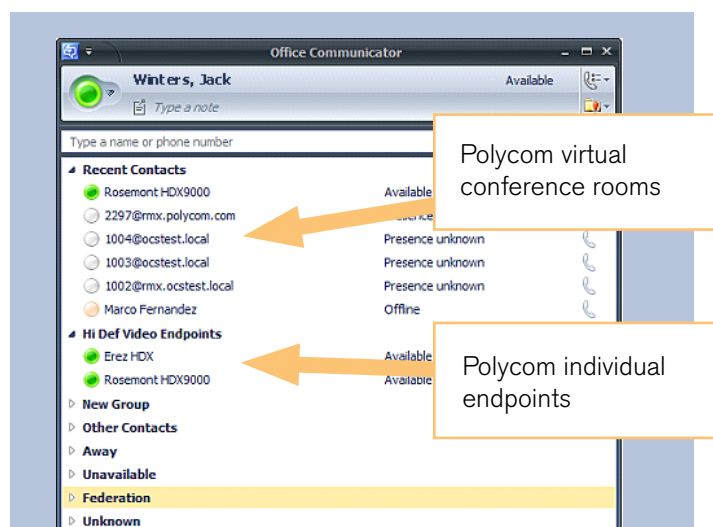 Office Communicator
Winters, Jack Available
Type a note
Type a name or phone number
Polycom virtual
conference rooms
Recent Contacts
Rosemont HDX9000 Available
2297@rmx.polycom.com Presence
1004@ocstest.local Presence unknown
1003@ocstest.local Presence unknown
1002@rmx.ocstest.local Presence unknown
Marco Fernandez Offline
Hi Def Video Endpoints
Erez HDX Available
Rosemont HDX9000 Available
Polycom individual
endpoints
New Group
Other Contacts
Away
Unavailable
Federation
Unknown